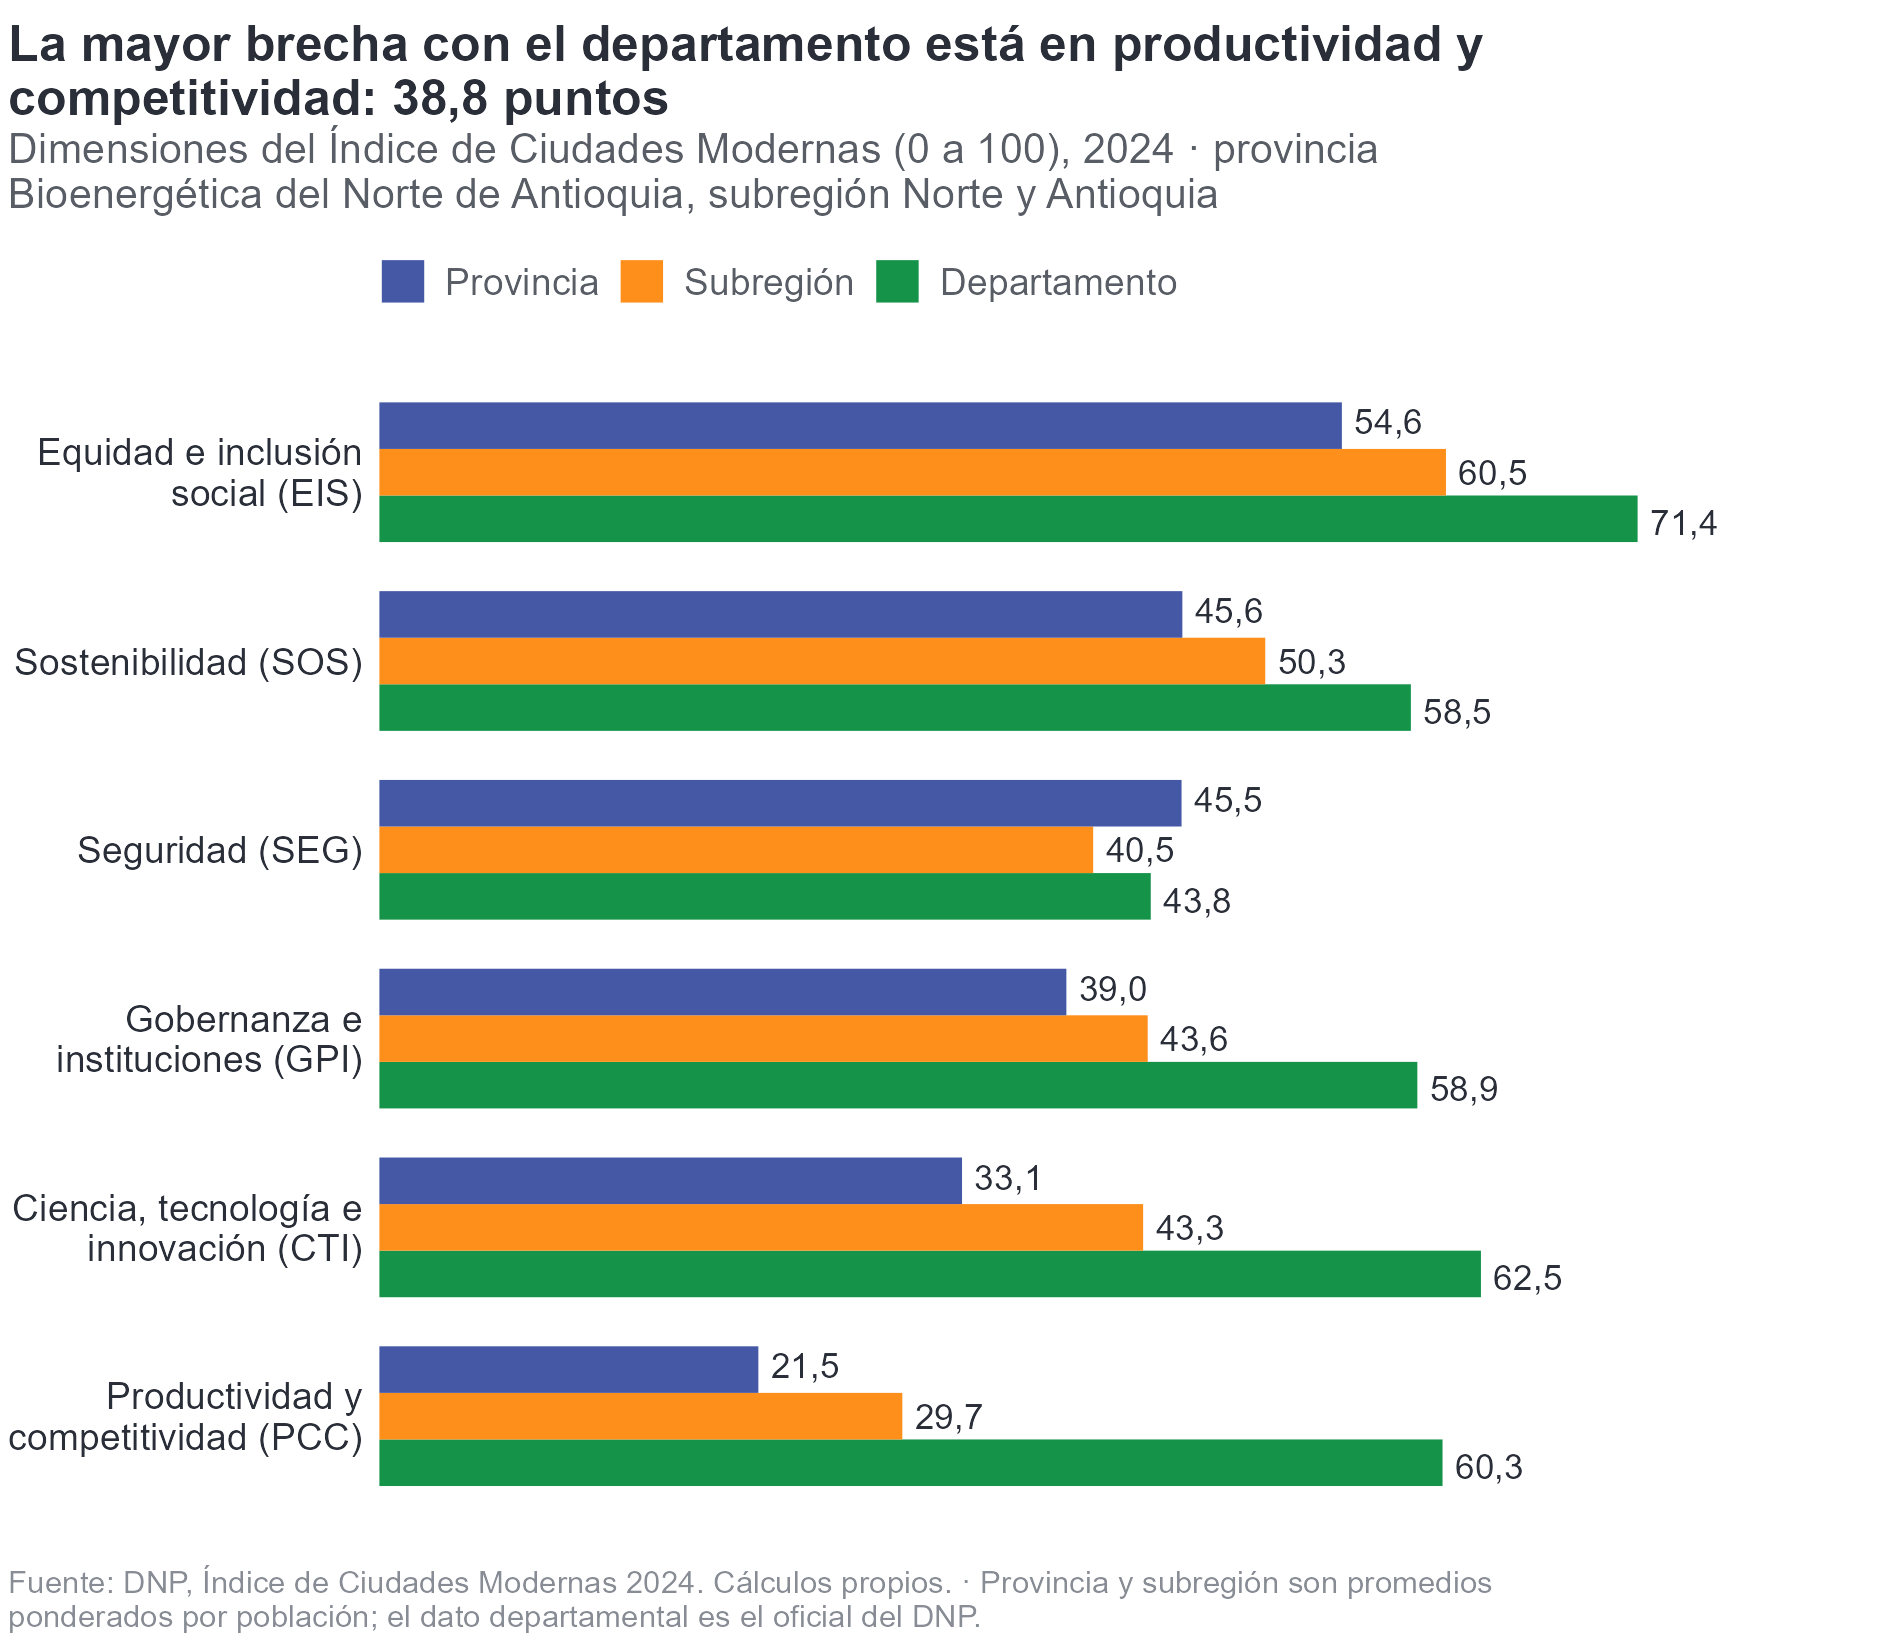 La mayor brecha con el departamento está en productividad y
competitividad: 38,8 puntos
Dimensiones del Índice de Ciudades Modernas (0 a 100), 2024 · provincia
Bioenergética del Norte de Antioquia, subregión Norte y Antioquia
Provincia
Subregión
Departamento
Equidad e inclusión
social (EIS)
54,6
60,5
71,4
Sostenibilidad (SOS)
45,6
50,3
58,5
Seguridad (SEG)
45,5
40,5
43,8
Gobernanza e
instituciones (GPI)
39,0
43,6
58,9
Ciencia, tecnología e
innovación (CTI)
33,1
43,3
62,5
Productividad y
competitividad (PCC)
21,5
29,7
60,3
Fuente: DNP, Índice de Ciudades Modernas 2024. Cálculos propios. · Provincia y subregión son promedios
ponderados por población; el dato departamental es el oficial del DNP.